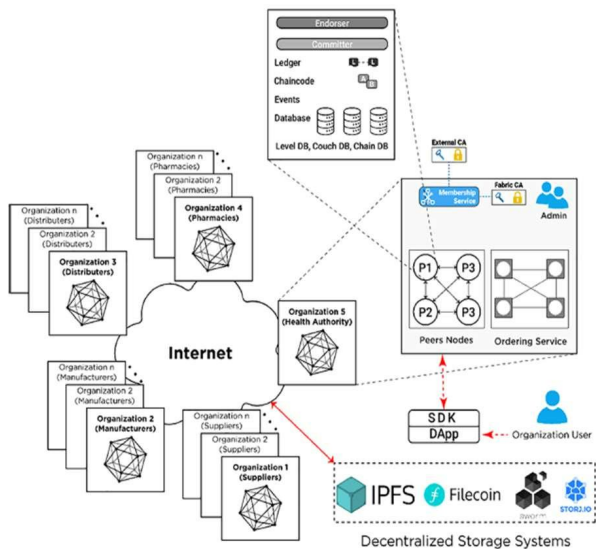 Endorser
Committer
Ledger
L
L
Chaincode
Events
Database
Level DB, Couch DB, Chain DB
External CA
Membership
Service
Fabric CA
Admin
P1
P3
P2
P3
Peers Nodes
Ordering Service
SDK
DApp
Organization User
Organization n
(Pharmacies)
Organization 2
(Pharmacies)
Organization 4
(Pharmacies)
Organization n
(Distributers)
Organization 2
(Distributers)
Organization 3
(Distributers)
Internet
Organization 5
(Health Authority)
Organization n
(Manufacturers)
Organization 2
(Manufacturers)
Organization 2
(Manufacturers)
Organization n
(Suppliers)
Organization 2
(Suppliers)
Organization 1
(Suppliers)
IPFS
Filecoin
STORJ.IO
Decentralized Storage Systems